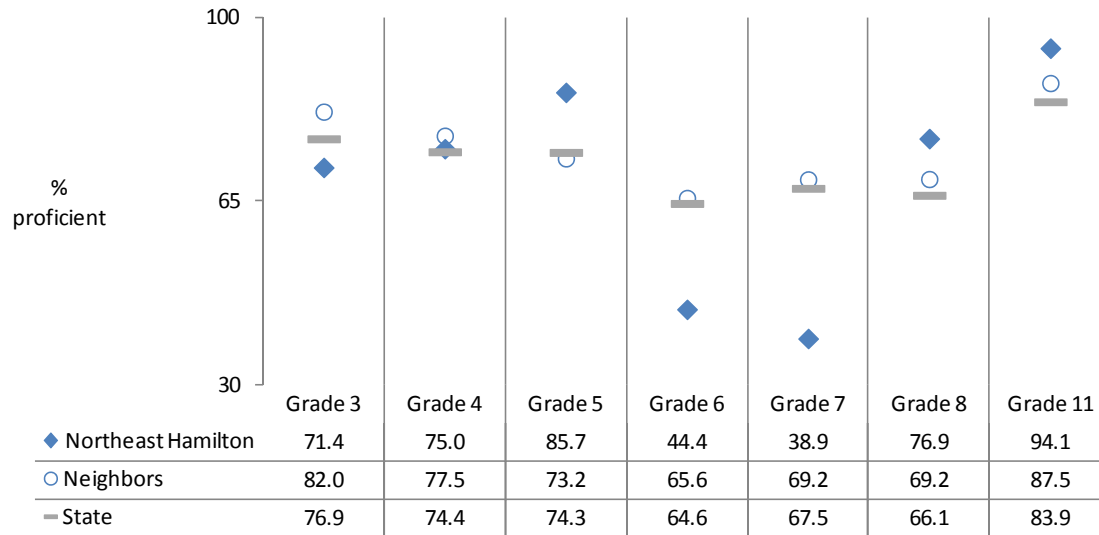 100
%
proficient
65
30
Grade 3 Grade 4 Grade 5 Grade 6 Grade 7 Grade 8 Grade 11
Northeast Hamilton 71.4 75.0 85.7 44.4 38.9 76.9 94.1
Neighbors 82.0 77.5 73.2 65.6 69.2 69.2 87.5
State 76.9 74.4 74.3 64.6 67.5 66.1 83.9